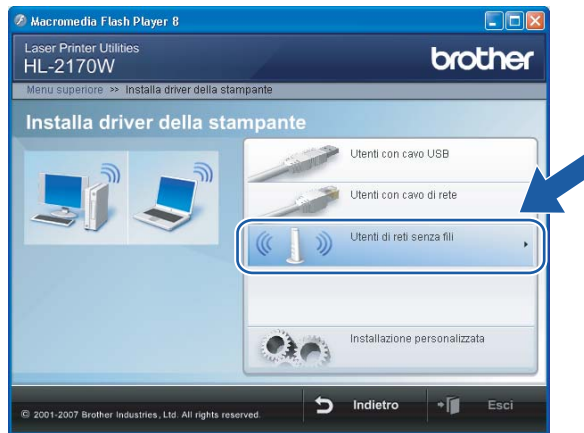 Macromedia Flash Player 8
Laser Printer Utilities
HL-2170W
brother
Menu superiore >> Installa driver della stampante
Installa driver della stampante
Utenti con cavo USB
Utenti con cavo di rete
Utenti di reti senza fili
Installazione personalizzata
© 2001-2007 Brother Industries, Ltd. All rights reserved.
Indietro
Esci